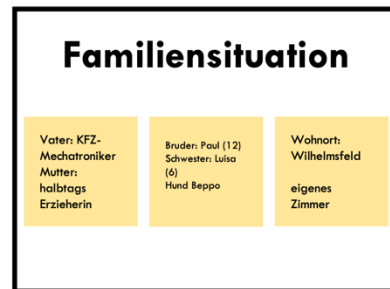 Familiensituation
Vater: KFZ-
Mechatroniker
Mutter:
halbtags
Erzieherin
Bruder: Paul (12)
Schwester: Luisa
(6)
Hund Beppo
Wohnort:
Wilhelmsfeld
eigenes
Zimmer